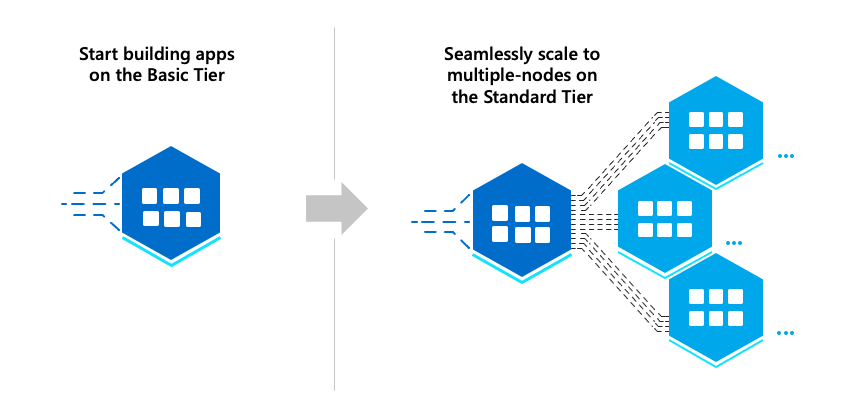 Start building apps
on the Basic Tier
Seamlessly scale to
multiple-nodes on
the Standard Tier